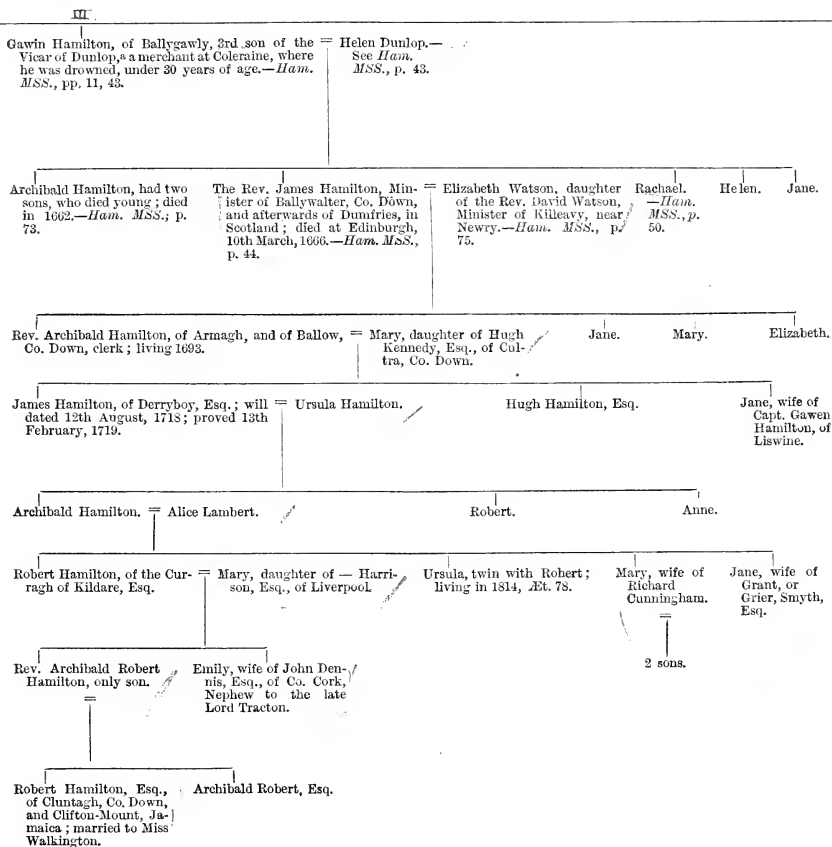 III
Gawin Hamilton, of Ballygawly, 3rd son of the
Vicar of Dunlop,a a merchant at Coleraine, where
he was drowned, under 30 years of age.—Ham.
MSS., pp. 11, 43.
=
Helen Dunlop.—
See Ham.
MSS., p. 43.
Archibald Hamilton, had two
sons, who died young; died
in 1662.—Ham. MSS.; p.
73.
The Rev. James Hamilton, Min-
ister of Ballywalter, Co. Down,
and afterwards of Dumfries, in
Scotland; died at Edinburgh,
10th March, 1666.—Ham. MSS.,
p. 44.
=
Elizabeth Watson, daughter
of the Rev. David Watson,
Minister of Killeavy, near
Newry.—Ham. MSS., p.
75.
Rachael.
—Ham.
MSS., p.
50.
Helen.
Jane.
Rev. Archibald Hamilton, of Armagh, and of Ballow,
Co. Down, clerk; living 1693.
=
Mary, daughter of Hugh
Kennedy, Esq., of Cul-
tra, Co. Down.
Jane.
Mary.
Elizabeth.
James Hamilton, of Derryboy, Esq.; will
dated 12th August, 1718; proved 13th
February, 1719.
=
Ursula Hamilton.
Hugh Hamilton, Esq.
Jane, wife of
Capt. Gawen
Hamilton, of
Liswine.
Archibald Hamilton.
=
Alice Lambert.
Robert.
Anne.
Robert Hamilton, of the Cur-
ragh of Kildare, Esq.
=
Mary, daughter of — Harri-
son, Esq., of Liverpool
Ursula, twin with Robert;
living in 1814, Æt. 78.
Mary, wife of
Richard
Cunningham.
=
2 sons.
Jane, wife of
Grant, or
Grier, Smyth,
Esq.
Rev. Archibald Robert
Hamilton, only son.
=
Emily, wife of John Den-
nis, Esq., of Co. Cork,
Nephew to the late
Lord Tracton.
Robert Hamilton, Esq.,
of Cluntagh, Co. Down,
and Clifton-Mount, Ja-
maica; married to Miss
Walkington.
Archibald Robert, Esq.